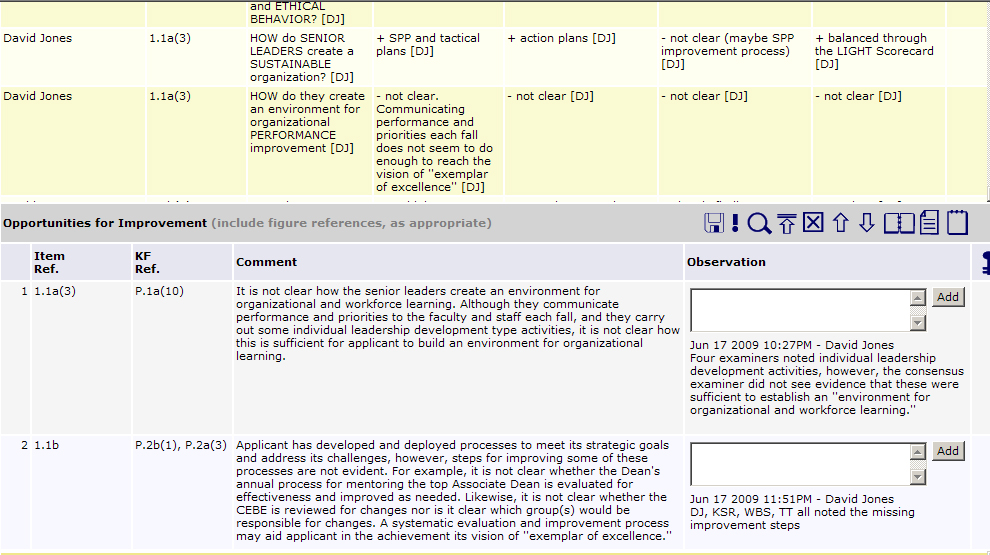 and ETHICAL
BEHAVIOR? [DJ]
David Jones 1.1a(3) HOW do SENIOR LEADERS create a SUSTAINABLE organization? [DJ] + SPP and tactical plans [DJ] + action plans [DJ] - not clear (maybe SPP improvement process) [DJ] + balanced through the LIGHT Scorecard [DJ]
David Jones 1.1a(3) HOW do they create an environment for organizational PERFORMANCE improvement [DJ] - not clear. Communicating performance and priorities each fall does not seem to do enough to reach the vision of "exemplar of excellence" [DJ] - not clear [DJ] - not clear [DJ] - not clear [DJ]
Opportunities for Improvement (include figure references, as appropriate)
Item Ref. KF Ref. Comment Observation
1 1.1a(3) P.1a(10)
It is not clear how the senior leaders create an environment for
organizational and workforce learning. Although they communicate
performance and priorities to the faculty and staff each fall, and they carry
out some individual leadership development type activities, it is not clear how
this is sufficient for applicant to build an environment for organizational
learning.
Add
Jun 17 2009 10:27PM - David Jones
Four examiners noted individual leadership
development activities, however, the consensus
examiner did not see evidence that these were
sufficient to establish an "environment for
organizational and workforce learning."
2 1.1b P.2b(1), P.2a(3)
Applicant has developed and deployed processes to meet its strategic goals
and address its challenges, however, steps for improving some of these
processes are not evident. For example, it is not clear whether the Dean's
annual process for mentoring the top Associate Dean is evaluated for
effectiveness and improved as needed. Likewise, it is not clear whether the
CEBE is reviewed for changes nor is it clear which group(s) would be
responsible for changes. A systematic evaluation and improvement process
may aid applicant in the achievement its vision of "exemplar of excellence."
Add
Jun 17 2009 11:51PM - David Jones
DJ, KSR, WBS, TT all noted the missing
improvement steps